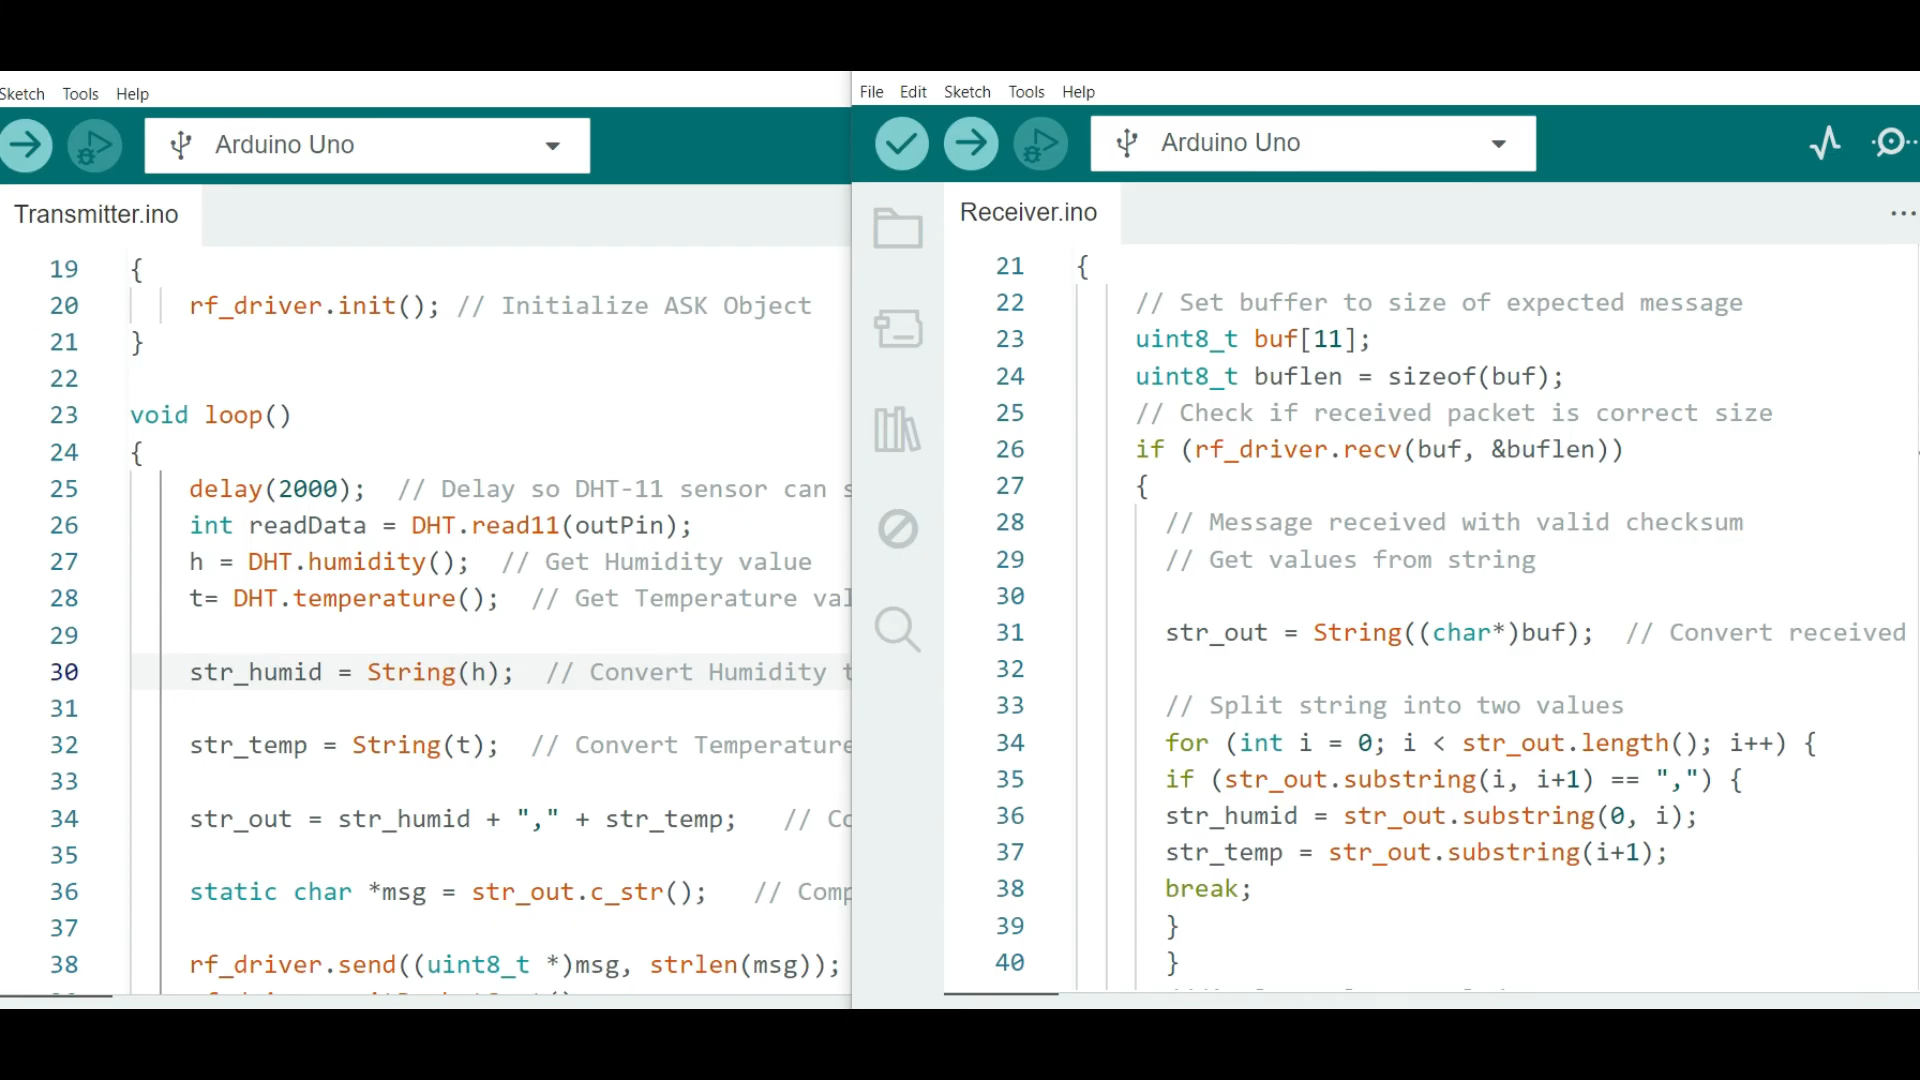 Sketch Tools Help
Arduino Uno
Transmitter.ino
19 {
20 rf_driver.init(); // Initialize ASK Object
21 }
22
23 void loop()
24 {
25 delay(2000); // Delay so DHT-11 sensor can
26 int readData = DHT.read11(outPin);
27 h = DHT.humidity(); // Get Humidity value
28 t= DHT.temperature(); // Get Temperature val
29
30 str_humid = String(h); // Convert Humidity t
31
32 str_temp = String(t); // Convert Temperature
33
34 str_out = str_humid + "," + str_temp; // Co
35
36 static char *msg = str_out.c_str(); // Comp
37
38 rf_driver.send((uint8_t *)msg, strlen(msg));
File Edit Sketch Tools Help
Arduino Uno
Receiver.ino
21 {
22 // Set buffer to size of expected message
23 uint8_t buf[11];
24 uint8_t buflen = sizeof(buf);
25 // Check if received packet is correct size
26 if (rf_driver.recv(buf, &buflen))
27 {
28 // Message received with valid checksum
29 // Get values from string
30
31 str_out = String((char*)buf); // Convert received
32
33 // Split string into two values
34 for (int i = 0; i < str_out.length(); i++) {
35 if (str_out.substring(i, i+1) == ",") {
36 str_humid = str_out.substring(0, i);
37 str_temp = str_out.substring(i+1);
38 break;
39 }
40 }